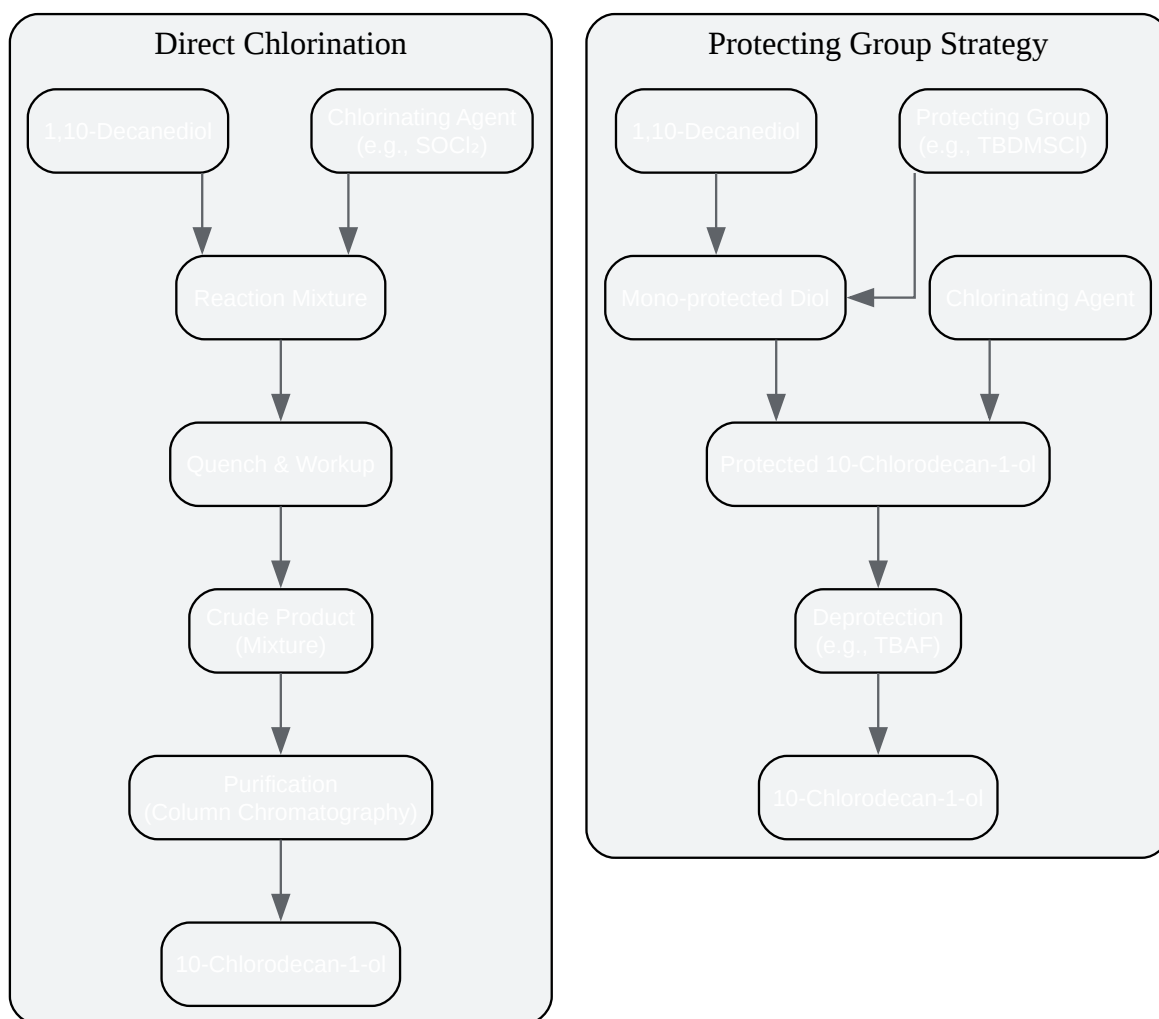 Direct Chlorination
1,10-Decanediol
Chlorinating Agent
(e.g., SOCl₂)
Reaction Mixture
Quench & Workup
Crude Product
(Mixture)
Purification
(Column Chromatography)
10-Chlorodecan-1-ol
Protecting Group Strategy
1,10-Decanediol
Protecting Group
(e.g., TBDMSCl)
Mono-protected Diol
Chlorinating Agent
Protected 10-Chlorodecan-1-ol
Deprotection
(e.g., TBAF)
10-Chlorodecan-1-ol